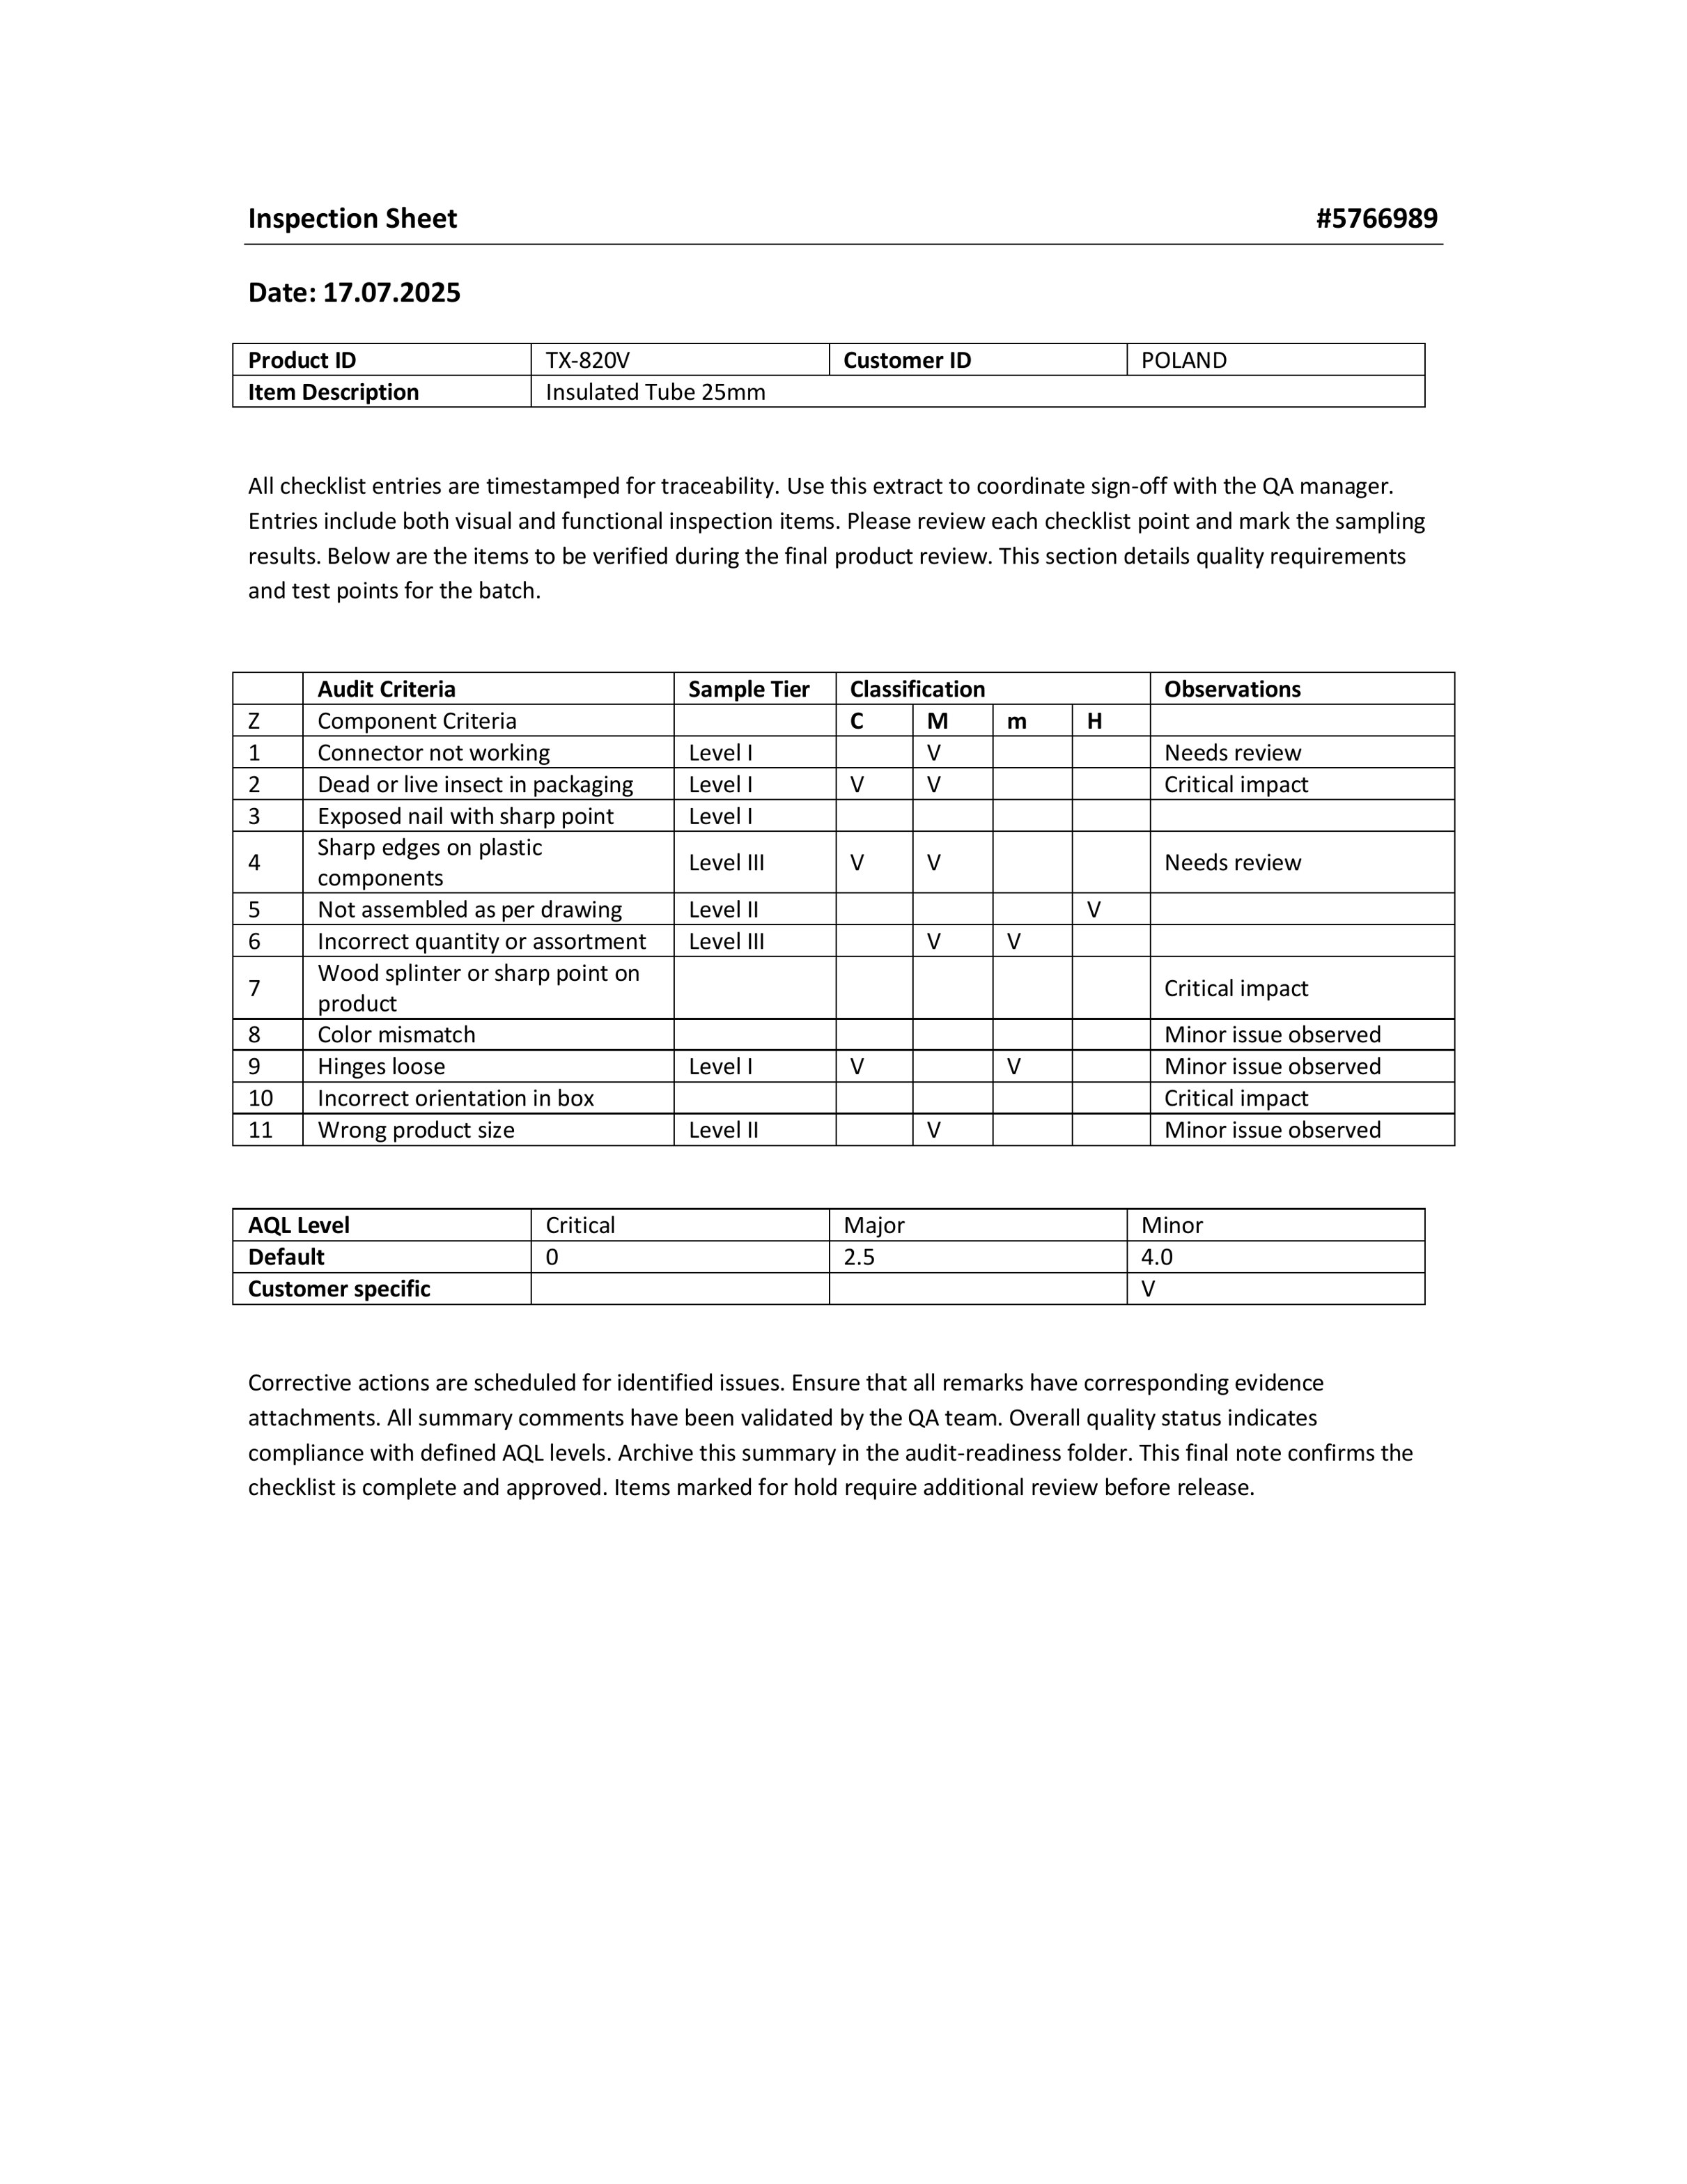 Inspection Sheet #5766989
Date: 17.07.2025
Product ID TX-820V Customer ID POLAND
Item Description Insulated Tube 25mm
All checklist entries are timestamped for traceability. Use this extract to coordinate sign-off with the QA manager.
Entries include both visual and functional inspection items. Please review each checklist point and mark the sampling
results. Below are the items to be verified during the final product review. This section details quality requirements
and test points for the batch.
Audit Criteria Sample Tier Classification Observations
Z Component Criteria C M m H
1 Connector not working Level I V Needs review
2 Dead or live insect in packaging Level I V V Critical impact
3 Exposed nail with sharp point Level I
4 Sharp edges on plastic
components Level III V V Needs review
5 Not assembled as per drawing Level II V
6 Incorrect quantity or assortment Level III V V
7 Wood splinter or sharp point on
product Critical impact
8 Color mismatch Minor issue observed
9 Hinges loose Level I V V Minor issue observed
10 Incorrect orientation in box Critical impact
11 Wrong product size Level II V Minor issue observed
AQL Level Critical Major Minor
Default 0 2.5 4.0
Customer specific V
Corrective actions are scheduled for identified issues. Ensure that all remarks have corresponding evidence
attachments. All summary comments have been validated by the QA team. Overall quality status indicates
compliance with defined AQL levels. Archive this summary in the audit-readiness folder. This final note confirms the
checklist is complete and approved. Items marked for hold require additional review before release.